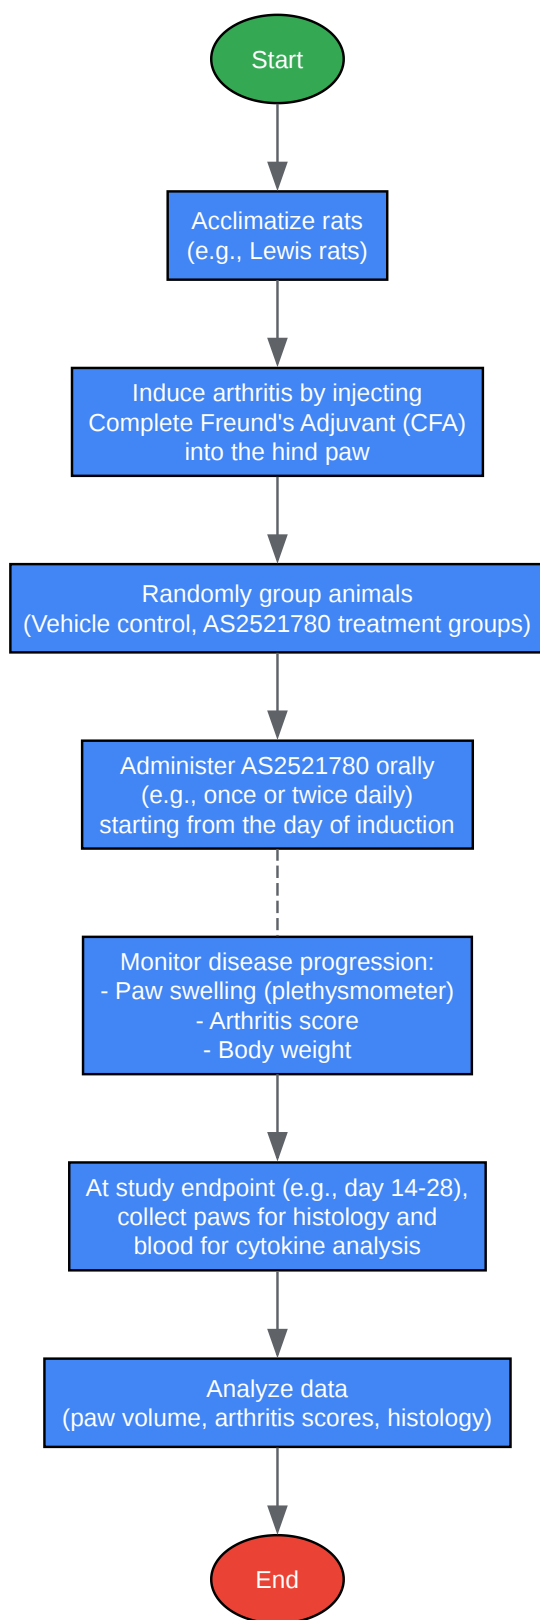 Start
Acclimatize rats
(e.g., Lewis rats)
Induce arthritis by injecting
Complete Freund's Adjuvant (CFA)
into the hind paw
Randomly group animals
(Vehicle control, AS2521780 treatment groups)
Administer AS2521780 orally
(e.g., once or twice daily)
starting from the day of induction
Monitor disease progression:
- Paw swelling (plethysmometer)
- Arthritis score
- Body weight
At study endpoint (e.g., day 14-28),
collect paws for histology and
blood for cytokine analysis
Analyze data
(paw volume, arthritis scores, histology)
End